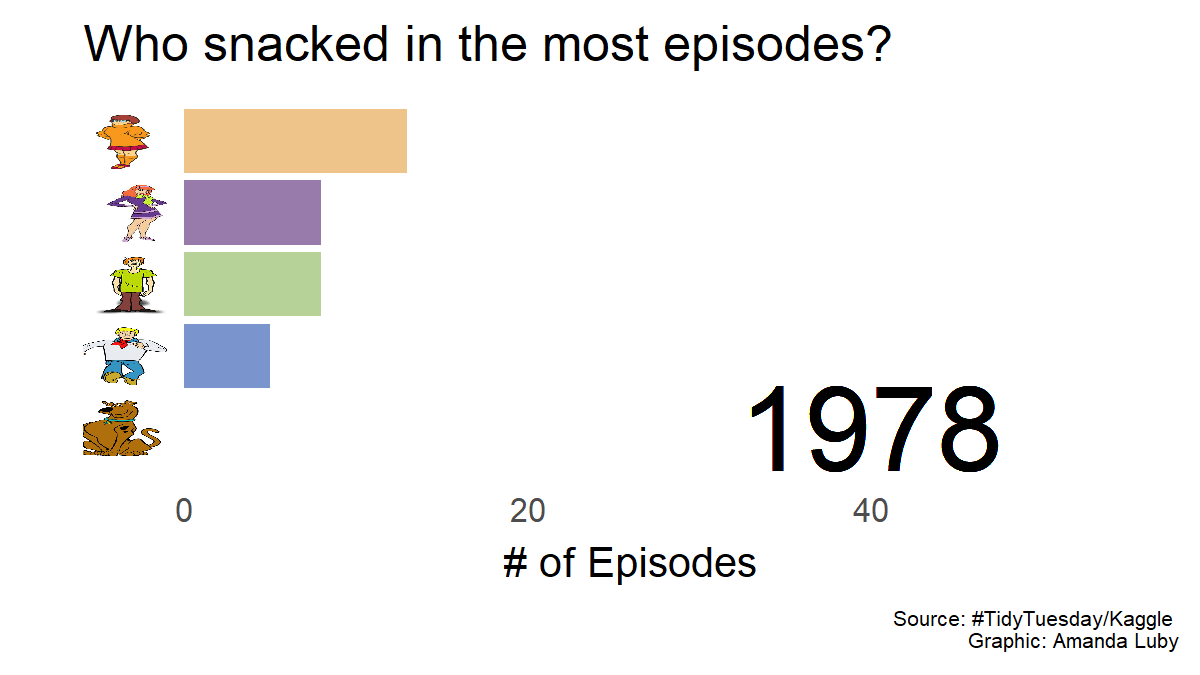 Who snacked in the most episodes?
1978
0 20 40
# of Episodes
Source: #TidyTuesday/Kaggle
Graphic: Amanda Luby